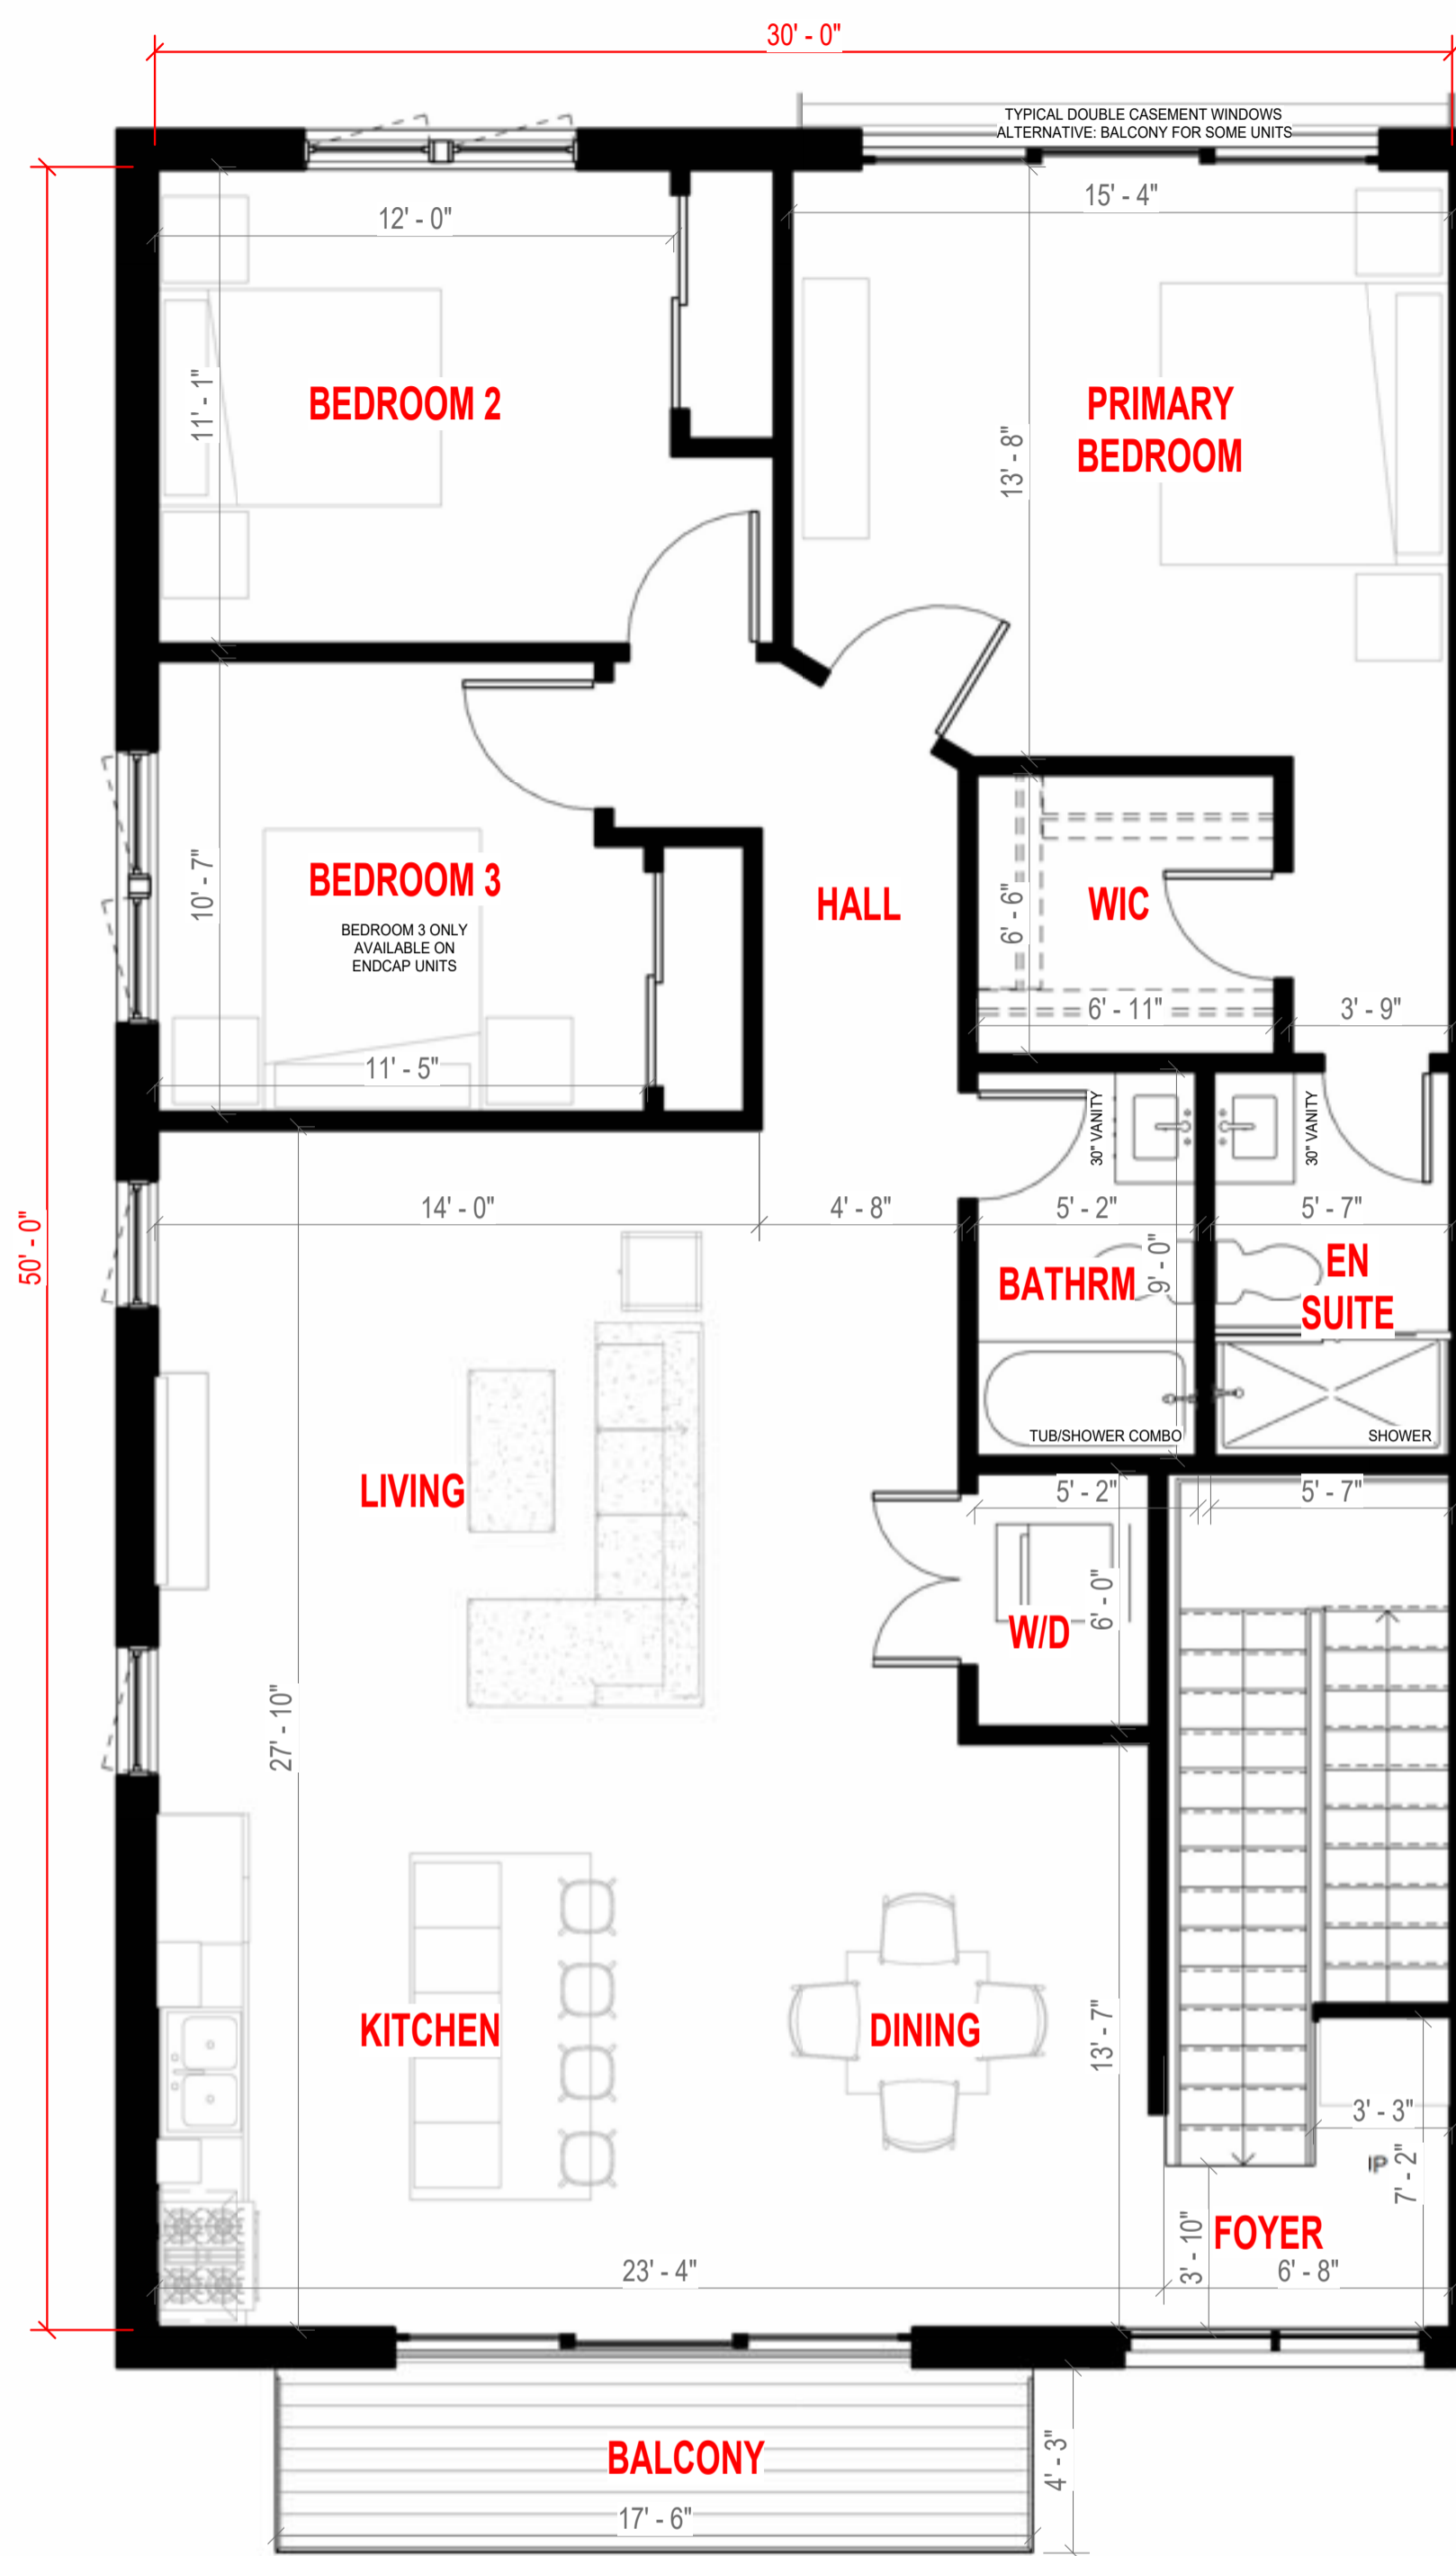 30' - 0"
TYPICAL DOUBLE CASEMENT WINDOWS
ALTERNATIVE: BALCONY FOR SOME UNITS
15' - 4"
12' - 0"
11' - 1"
BEDROOM 2
PRIMARY
BEDROOM
13' - 8"
10' - 7"
BEDROOM 3
BEDROOM 3 ONLY
AVAILABLE ON
ENDCAP UNITS
HALL
6' - 6"
WIC
6' - 11"
3' - 9"
11' - 5"
30" VANITY
30" VANITY
50' - 0"
14' - 0"
4' - 8"
5' - 2"
5' - 7"
9' - 0"
BATHRM
EN
SUITE
TUB/SHOWER COMBO
SHOWER
LIVING
5' - 2"
5' - 7"
6' - 0"
W/D
27' - 10"
KITCHEN
DINING
13' - 7"
3' - 3"
7' - 2"
FOYER
3' - 10"
23' - 4"
6' - 8"
BALCONY
4' - 3"
17' - 6"